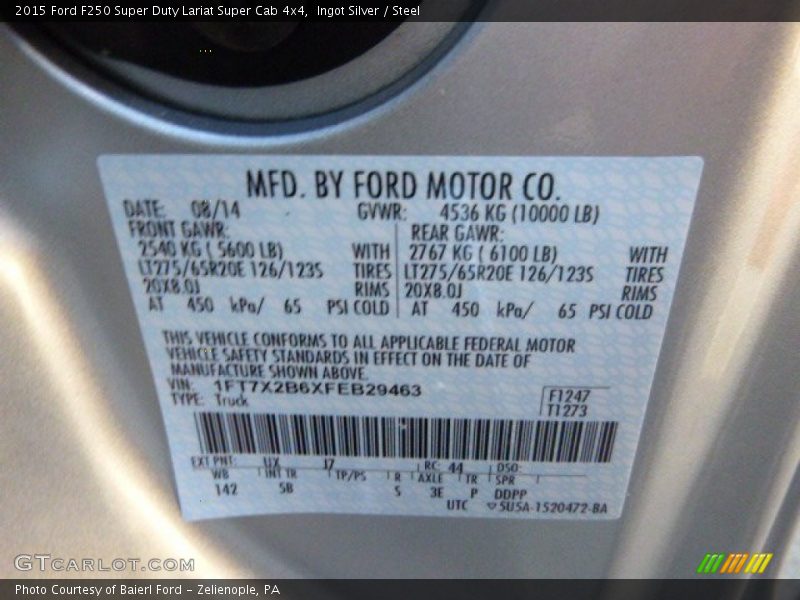 2015 Ford F250 Super Duty Lariat Super Cab 4x4, Ingot Silver / Steel
MFD. BY FORD MOTOR CO.
DATE: 08/14 GVWR: 4536 KG (10000 LB)
FRONT GAWR: REAR GAWR:
2540 KG ( 5600 LB) WITH 2767 KG ( 6100 LB) WITH
LT275/65R20E 126/123S TIRES LT275/65R20E 126/123S TIRES
20X8.0J RIMS 20X8.0J RIMS
AT 450 kPa/ 65 PSI COLD AT 450 kPa/ 65 PSI COLD
THIS VEHICLE CONFORMS TO ALL APPLICABLE FEDERAL MOTOR
VEHICLE SAFETY STANDARDS IN EFFECT ON THE DATE OF
MANUFACTURE SHOWN ABOVE.
VIN: 1FT7X2B6XFEB29463
TYPE: Truck
F1247
T1273
EXT PNT: UX 17 RC: 44 DSO:
WB INT TR TP/PS R AXLE TR SPR
142 5B S 3E P DDPP
UTC ▽5U5A-1520472-BA
GTCARLOT.COM
Photo Courtesy of Baierl Ford - Zelienople, PA